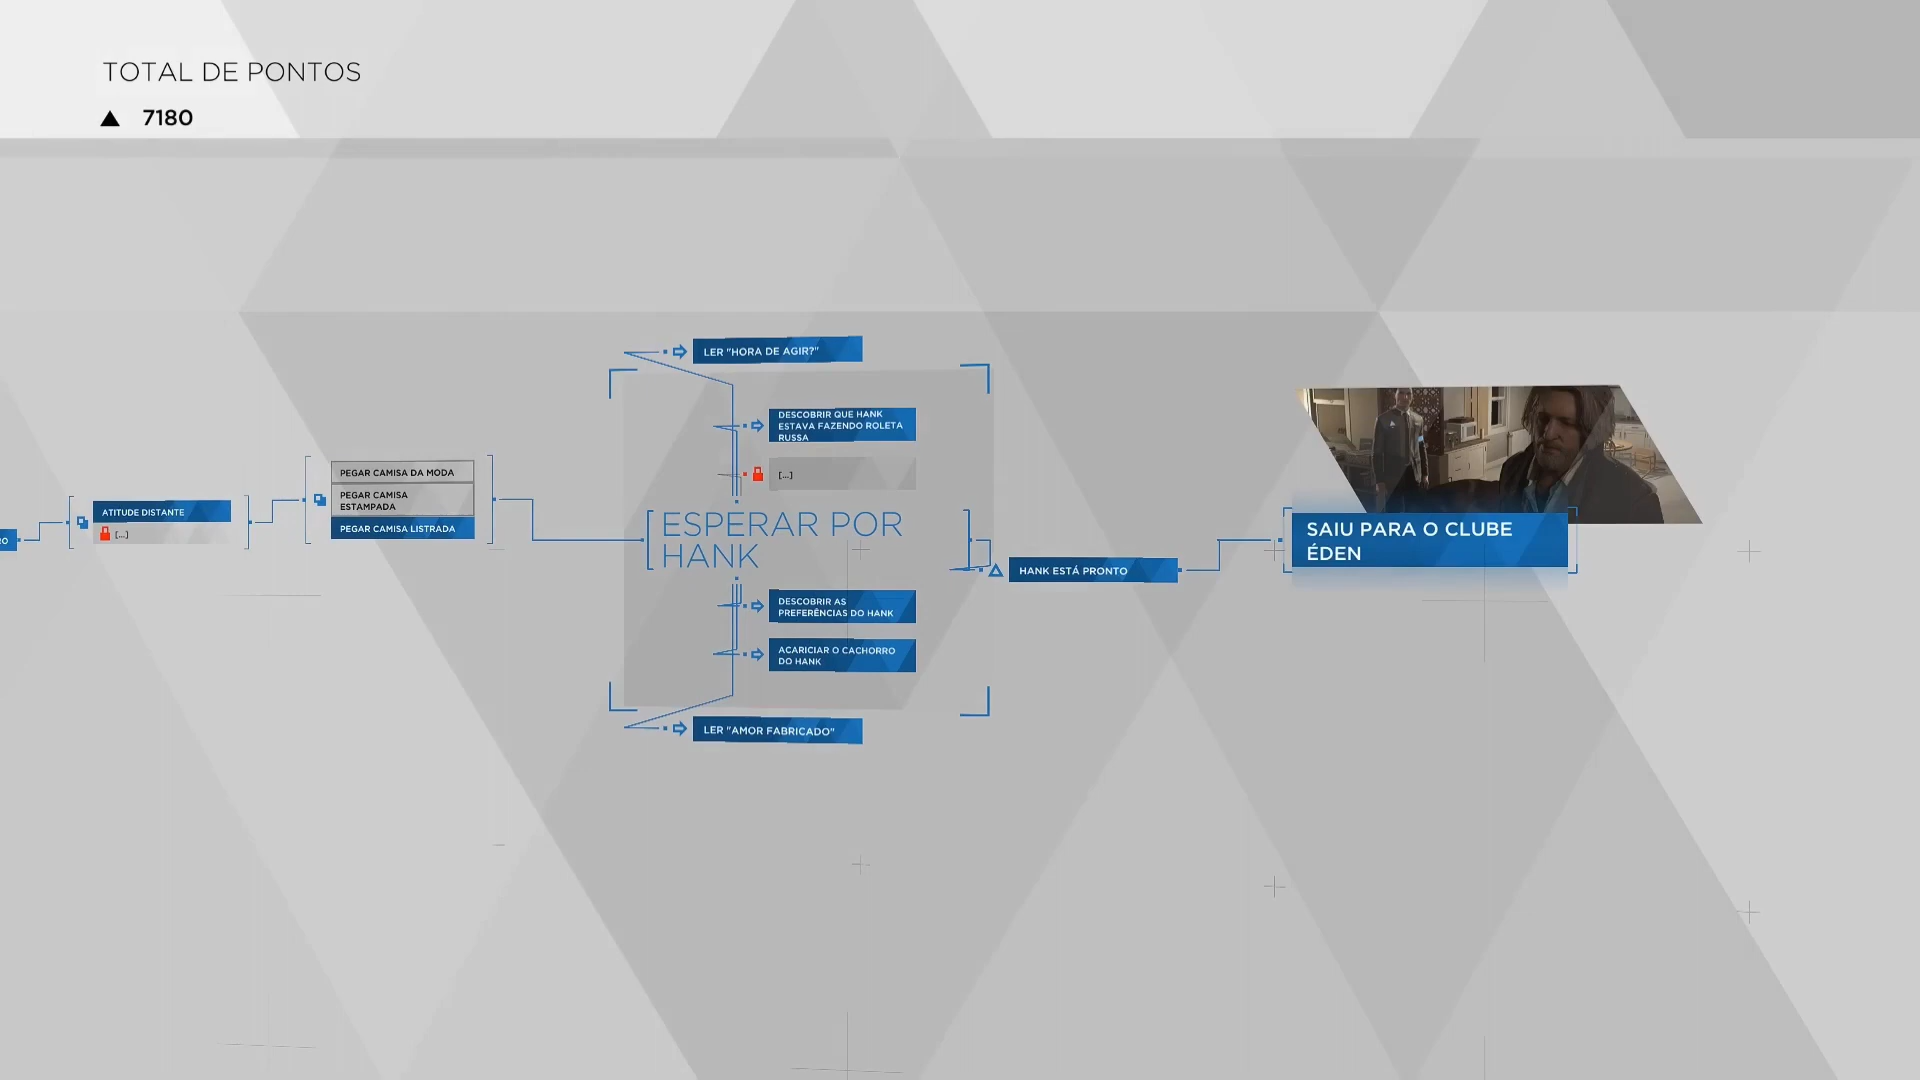 TOTAL DE PONTOS
7180
LER "HORA DE AGIR?"
DESCOBRIR QUE HANK
ESTAVA FAZENDO ROLETA
RUSSA
[...]
PEGAR CAMISA DA MODA
PEGAR CAMISA
ESTAMPADA
PEGAR CAMISA LISTRADA
ATITUDE DISTANTE
[...]
ESPERAR POR
HANK
HANK ESTÁ PRONTO
SAIU PARA O CLUBE
ÉDEN
DESCOBRIR AS
PREFERÊNCIAS DO HANK
ACARICIAR O CACHORRO
DO HANK
LER "AMOR FABRICADO"